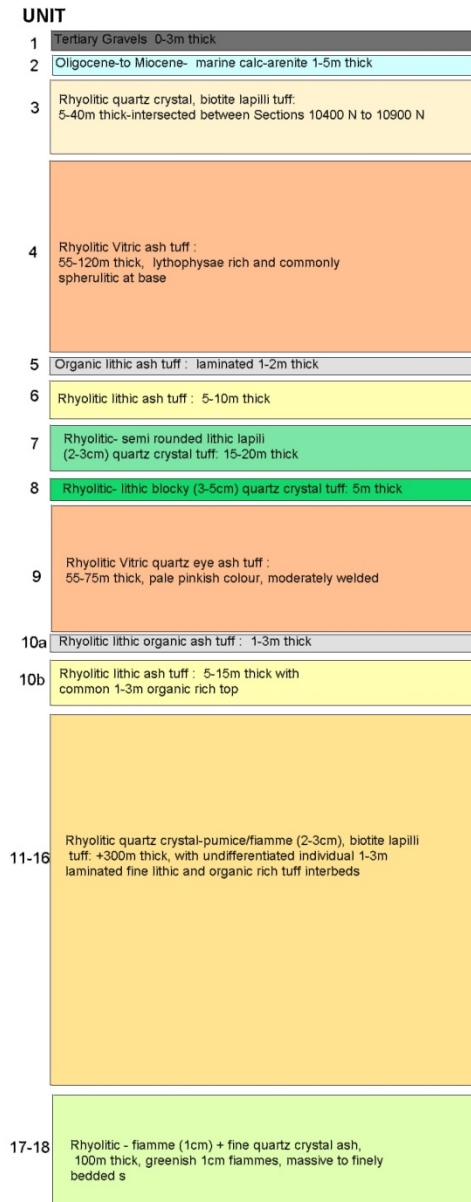 UNIT
1 Tertiary Gravels 0-3m thick
2 Oligocene-to Miocene- marine calc-arenite 1-5m thick
3 Rhyolitic quartz crystal, biotite lapilli tuff:
5-40m thick-intersected between Sections 10400 N to 10900 N
4 Rhyolitic Vitric ash tuff :
55-120m thick, lythophysae rich and commonly
spherulitic at base
5 Organic lithic ash tuff : laminated 1-2m thick
6 Rhyolitic lithic ash tuff : 5-10m thick
7 Rhyolitic- semi rounded lithic lapili
(2-3cm) quartz crystal tuff: 15-20m thick
8 Rhyolitic- lithic blocky (3-5cm) quartz crystal tuff: 5m thick
9 Rhyolitic Vitric quartz eye ash tuff :
55-75m thick, pale pinkish colour, moderately welded
10a Rhyolitic lithic organic ash tuff : 1-3m thick
10b Rhyolitic lithic ash tuff : 5-15m thick with
common 1-3m organic rich top
11-16 Rhyolitic quartz crystal-pumice/fiamme (2-3cm), biotite lapilli
tuff: +300m thick, with undifferentiated individual 1-3m
laminated fine lithic and organic rich tuff interbeds
17-18 Rhyolitic - fiamme (1cm) + fine quartz crystal ash,
100m thick, greenish 1cm fiammes, massive to finely
bedded s